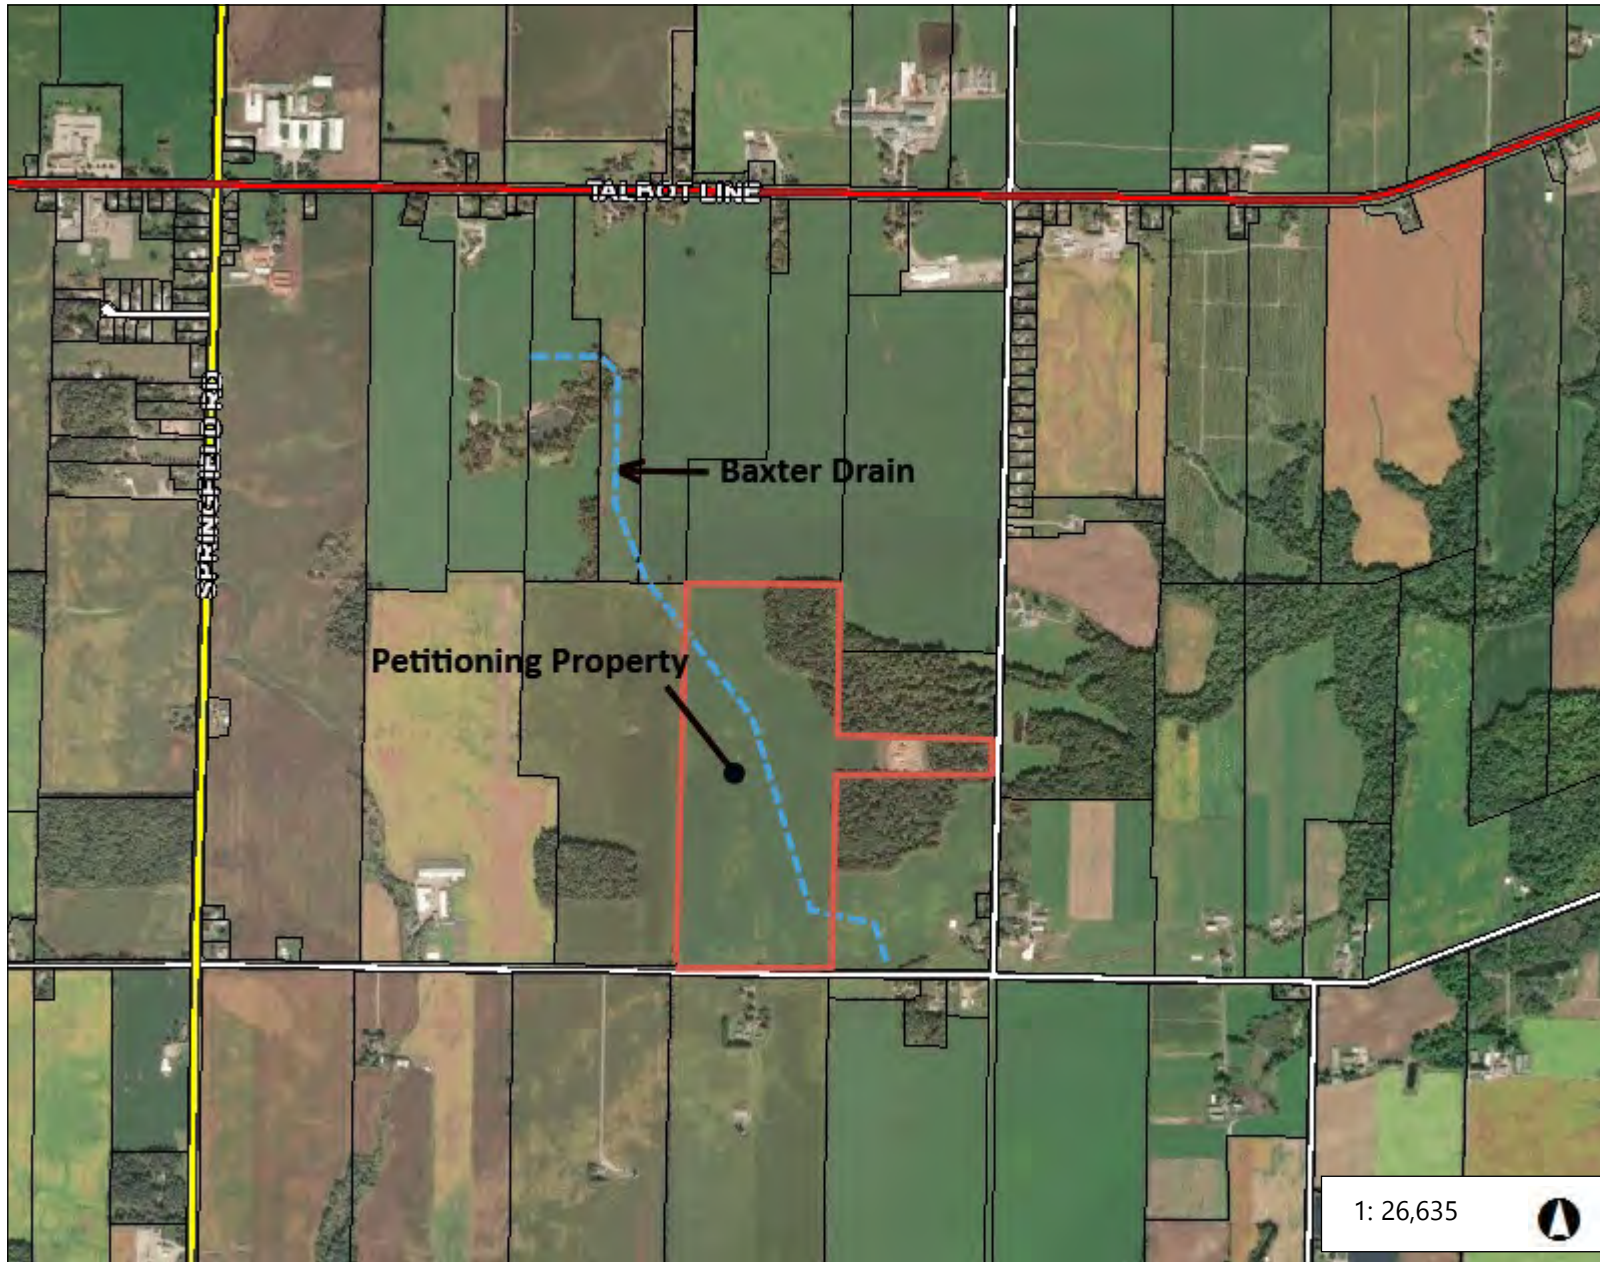 TALBOT LINE
SPRINGFIELD RD
Baxter Drain
Petitioning Property
1: 26,635